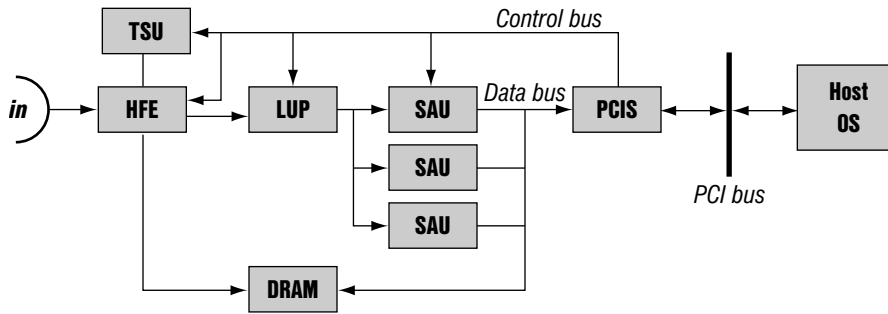 Control bus
TSU
in
HFE
LUP
SAU
Data bus
PCIS
Host
OS
SAU
PCI bus
SAU
DRAM